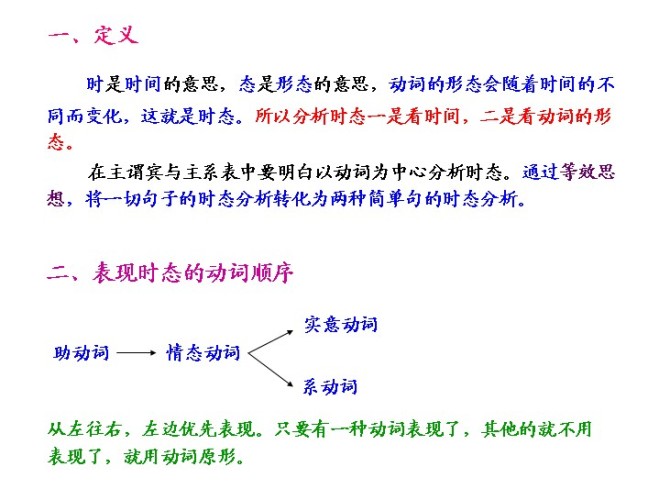 一、定义
时是时间的意思，态是形态的意思，动词的形态会随着时间的不
同而变化，这就是时态。所以分析时态一是看时间，二是看动词的形
态。
在主谓宾与主系表中要明白以动词为中心分析时态。通过等效思
想，将一切句子的时态分析转化为两种简单句的时态分析。
二、表现时态的动词顺序
实意动词
助动词 情态动词
系动词
从左往右，左边优先表现。只要有一种动词表现了，其他的就不用
表现了，就用动词原形。